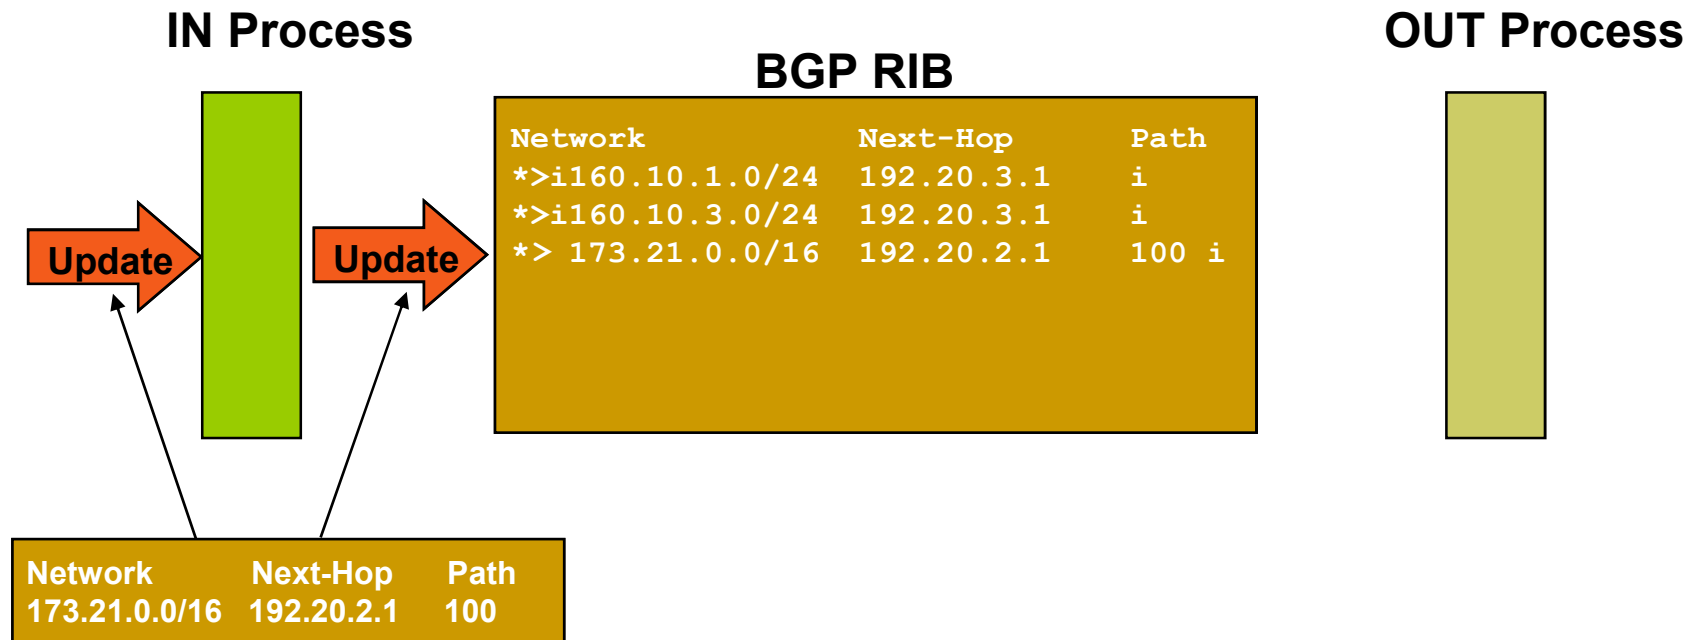 IN Process
OUT Process
BGP RIB
Network Next-Hop Path
*>i160.10.1.0/24 192.20.3.1 i
*>i160.10.3.0/24 192.20.3.1 i
*> 173.21.0.0/16 192.20.2.1 100 i
Update
Update
Network Next-Hop Path
173.21.0.0/16 192.20.2.1 100